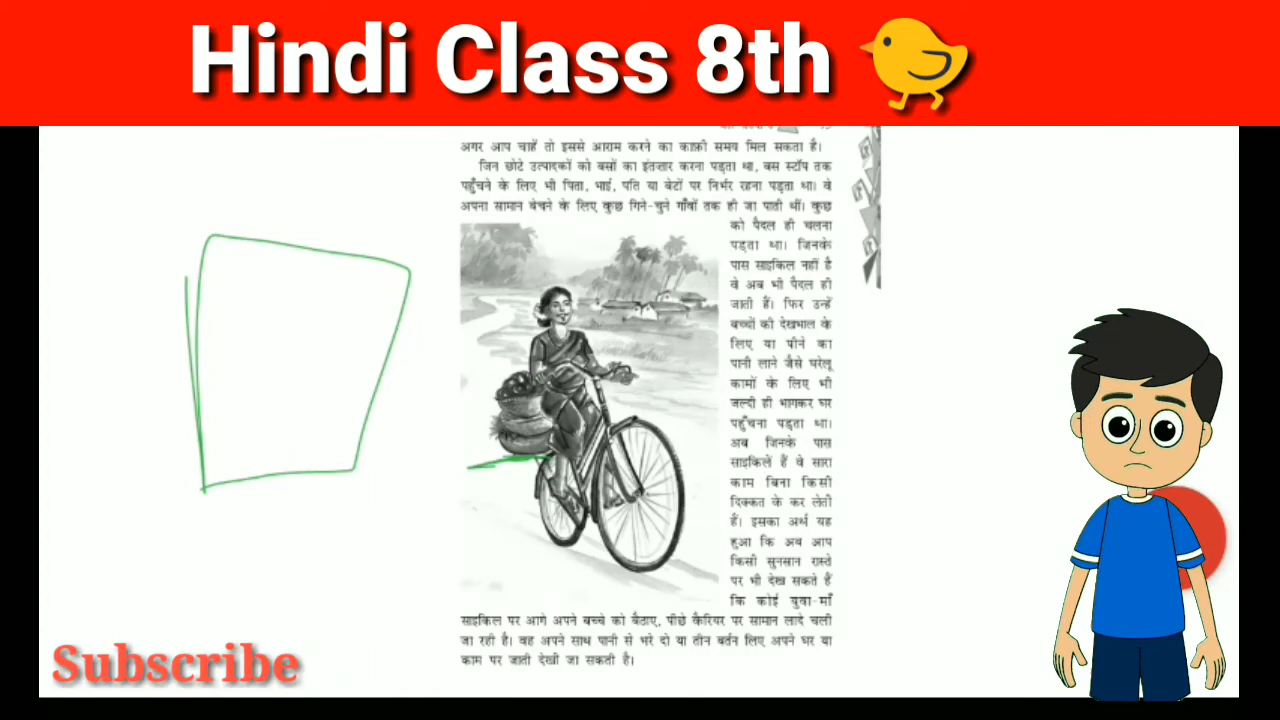 Hindi Class 8th
अगर आप चाहें तो इससे आराम करने का काफ़ी समय मिल सकता है।
जिन छोटे उत्पादकों को बसों का इंतज़ार करना पड़ता था, बस स्टॉप तक
पहुँचने के लिए भी पिता, भाई, पति या बेटों पर निर्भर रहना पड़ता था। वे
अपना सामान बेचने के लिए कुछ गिने-चुने गाँवों तक ही जा पाती थीं। कुछ
को पैदल ही चलना
पड़ता था। जिनके
पास साइकिल नहीं है
वे अब भी पैदल ही
जाती हैं। फिर उन्हें
बच्चों की देखभाल के
लिए या पीने का
पानी लाने जैसे घरेलू
कामों के लिए भी
जल्दी ही भागकर घर
पहुँचना पड़ता था।
अब जिनके पास
साइकिलें हैं वे सारा
काम बिना किसी
दिक्कत के कर लेती
हैं। इसका अर्थ यह
हुआ कि अब आप
किसी सुनसान रास्ते
पर भी देख सकते हैं
कि कोई युवा-माँ
साइकिल पर आगे अपने बच्चे को बैठाए, पीछे कैरियर पर सामान लादे चली
जा रही है। वह अपने साथ पानी से भरे दो या तीन बर्तन लिए अपने घर या
काम पर जाती देखी जा सकती है।
Subscribe